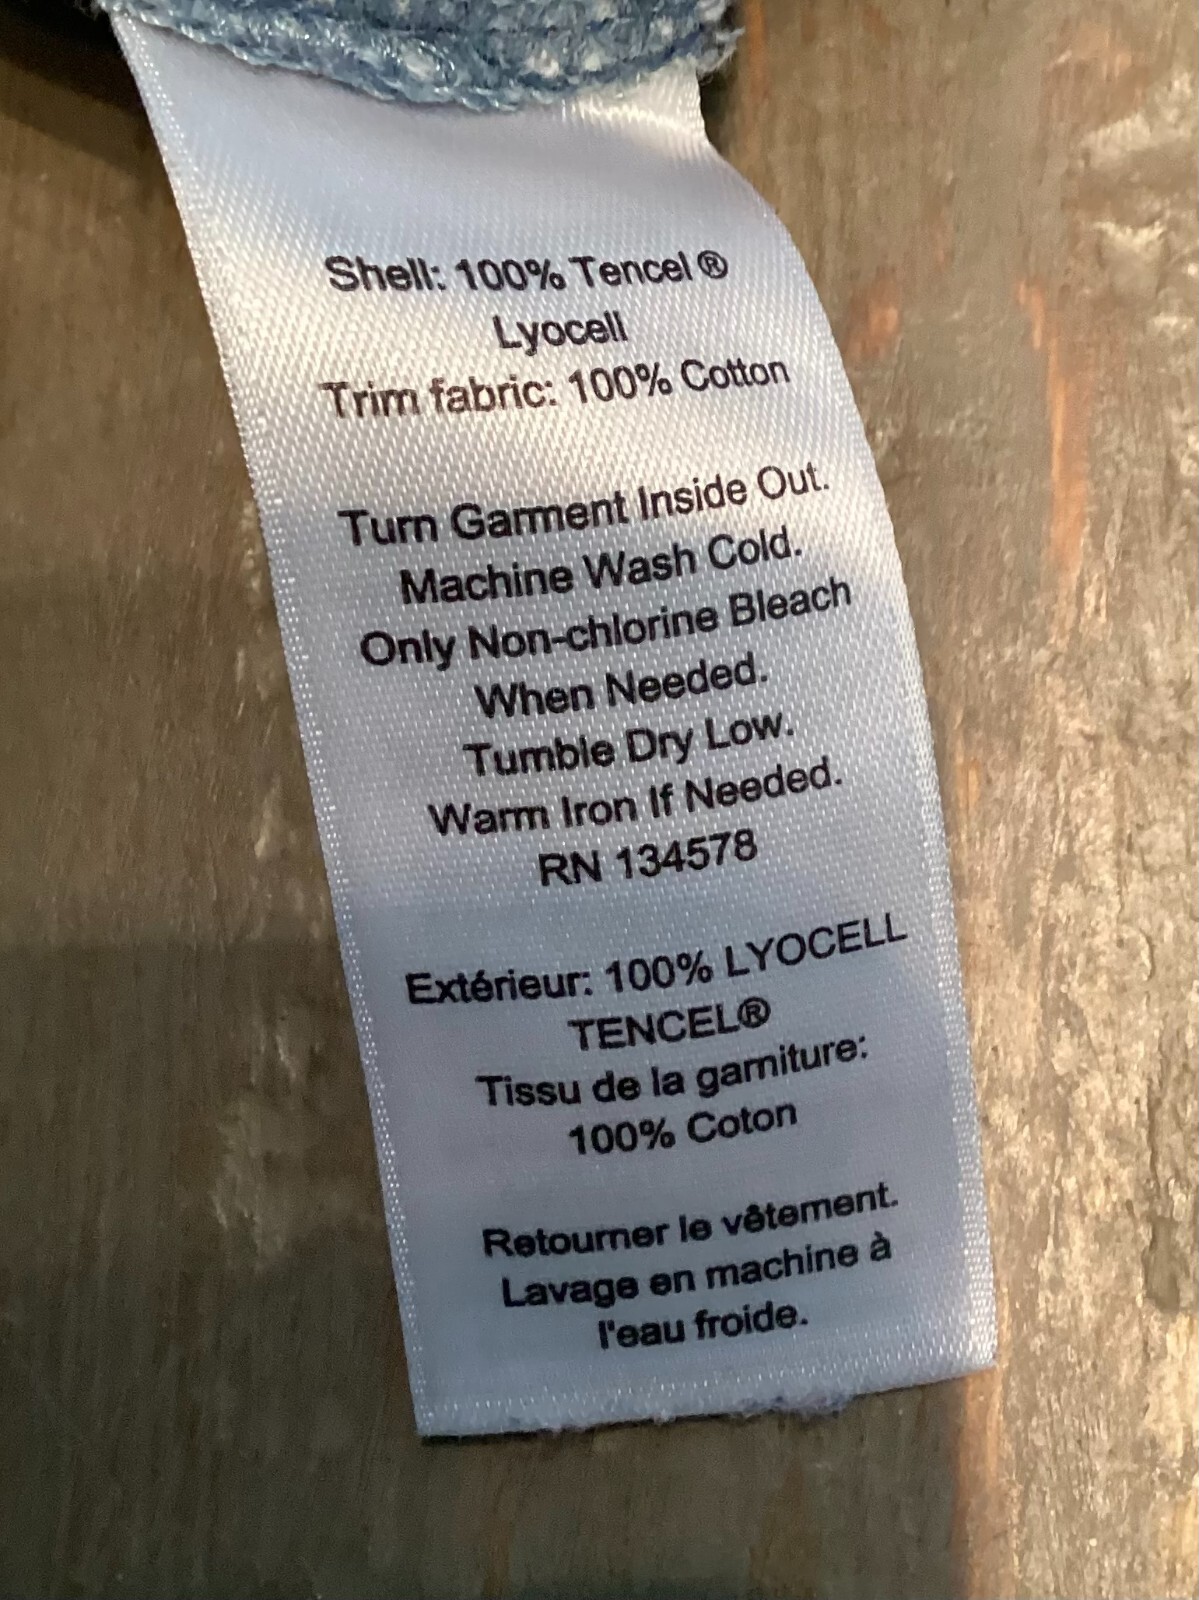 Shell: 100% Tencel ®
Lyocell
Trim fabric: 100% Cotton
Turn Garment Inside Out.
Machine Wash Cold.
Only Non-chlorine Bleach
When Needed.
Tumble Dry Low.
Warm Iron If Needed.
RN 134578
Extérieur: 100% LYOCELL
TENCEL®
Tissu de la garniture:
100% Coton
Retourner le vêtement.
Lavage en machine à
l'eau froide.